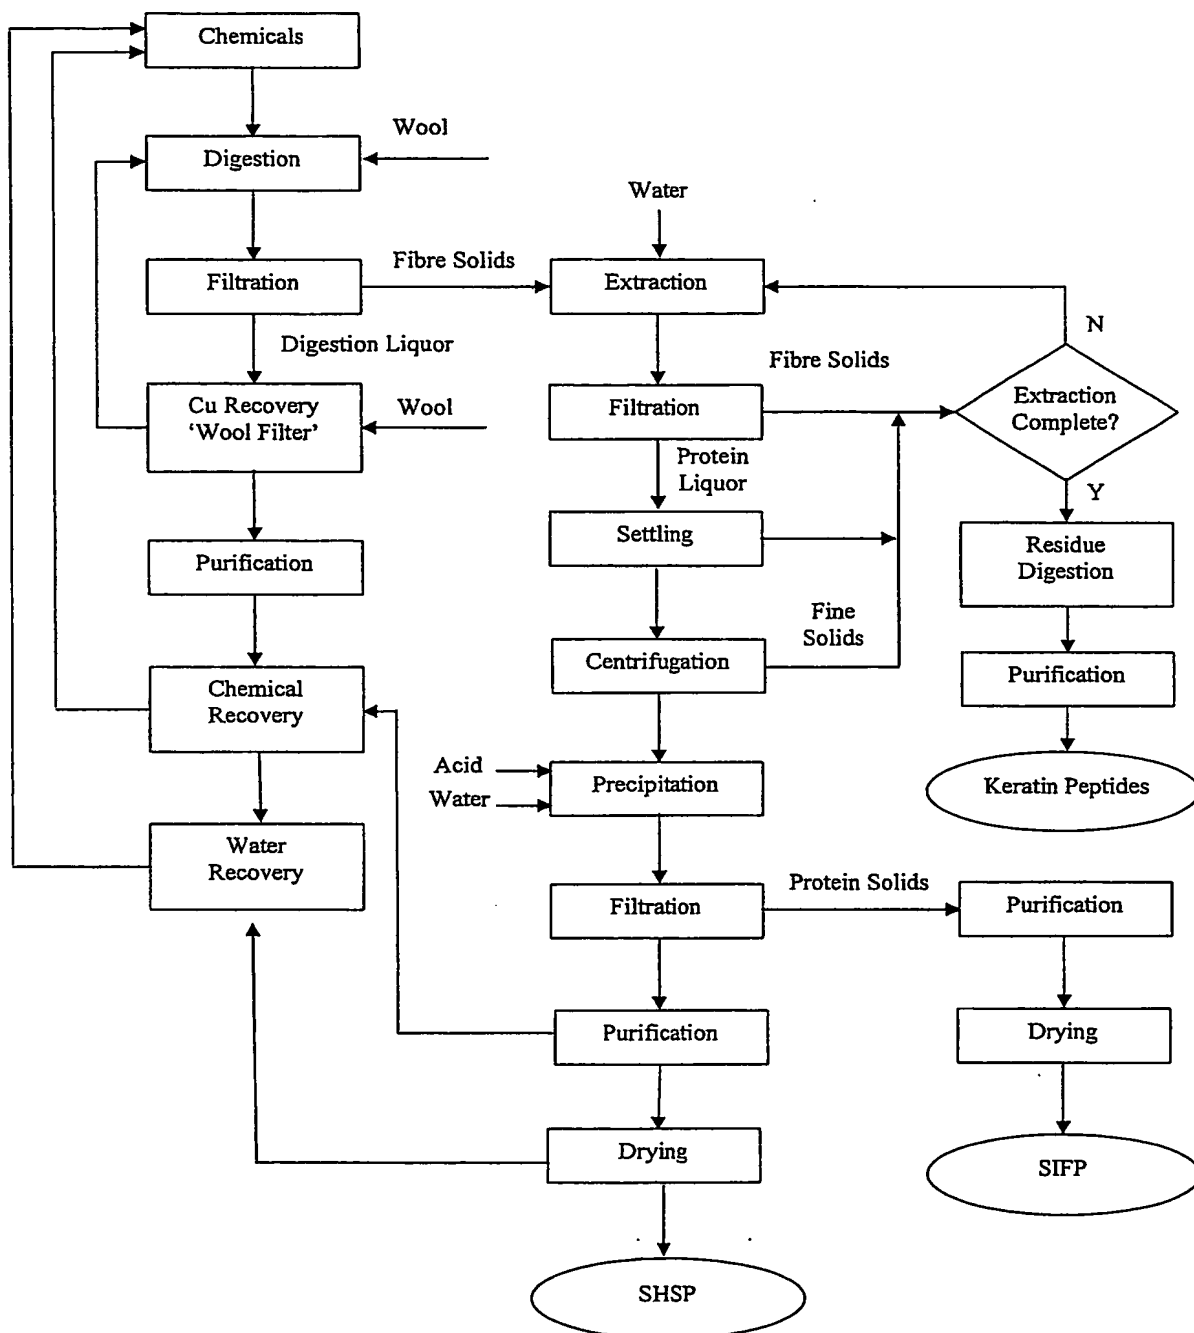 Chemicals
Wool
Digestion
Water
Fibre Solids
Filtration
Extraction
N
Digestion Liquor
Fibre Solids
Cu Recovery
‘Wool Filter’
Wool
Filtration
Extraction
Complete?
Protein
Liquor
Y
Purification
Settling
Residue
Digestion
Fine
Solids
Centrifugation
Purification
Chemical
Recovery
Acid
Water
Precipitation
Keratin Peptides
Water
Recovery
Protein Solids
Filtration
Purification
Purification
Drying
Drying
SIFP
SHSP